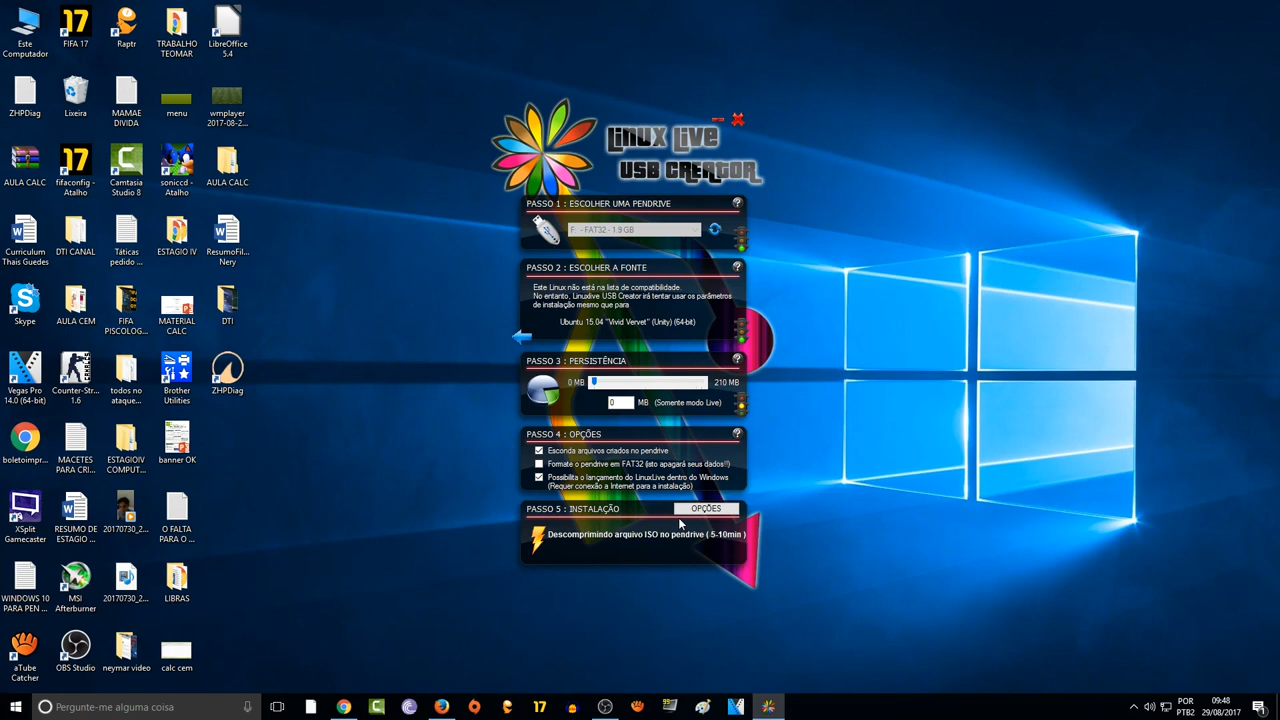 Este
Computador
FIFA 17
Raptr
TRABALHO
TEOMAR
LibreOffice
5.4
ZHPDiag
Lixeira
MAMAE
DIVIDA
menu
wmplayer
2017-08-2...
AULA CALC
fifaconfig -
Atalho
Camtasia
Studio 8
soniccd -
Atalho
AULA CALC
Curriculum
Thais Guedes
DTI CANAL
Táticas
pedido ...
ESTAGIO IV
ResumoFil...
Nery
Skype
AULA CEM
FIFA
PISCOLOG...
MATERIAL
CALC
DTI
Vegas Pro
14.0 (64-bit)
Counter-Str...
1.6
todos no
ataque...
Brother
Utilities
ZHPDiag
boletoimpr...
MACETES
PARA CRI...
ESTAGIOIV
COMPUT...
banner OK
XSplit
Gamecaster
RESUMO DE
ESTAGIO ...
20170730_2...
O FALTA
PARA O ...
WINDOWS 10
PARA PEN ...
MSI
Afterburner
20170730_2...
LIBRAS
aTube
Catcher
OBS Studio
neymar video
calc cem
Linux Live
USB Creator
PASSO 1 : ESCOLHER UMA PENDRIVE
F: - FAT32 - 1.9 GB
PASSO 2 : ESCOLHER A FONTE
Este Linux não está na lista de compatibilidade.
No entanto, Linuxlive USB Creator irá tentar usar os parâmetros
de instalação mesmo que para
Ubuntu 15.04 "Vivid Vervet" (Unity) (64-bit)
PASSO 3 : PERSISTÊNCIA
0 MB 210 MB
0 MB (Somente modo Live)
PASSO 4 : OPÇÕES
Esconda arquivos criados no pendrive
Formate o pendrive em FAT32 (isto apagará seus dados!!)
Possibilita o lançamento do LinuxLive dentro do Windows
(Requer conexão a Internet para a instalação)
PASSO 5 : INSTALAÇÃO
OPÇÕES
Descomprimindo arquivo ISO no pendrive ( 5-10min )
Pergunte-me alguma coisa
17
99
POR
PTB2
09:48
29/08/2017